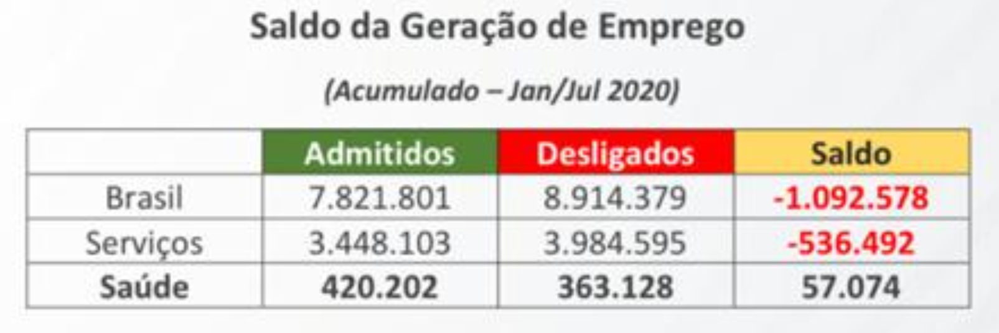 Saldo da Geração de Emprego
(Acumulado – Jan/Jul 2020)
Admitidos Desligados Saldo
Brasil 7.821.801 8.914.379 -1.092.578
Serviços 3.448.103 3.984.595 -536.492
Saúde 420.202 363.128 57.074